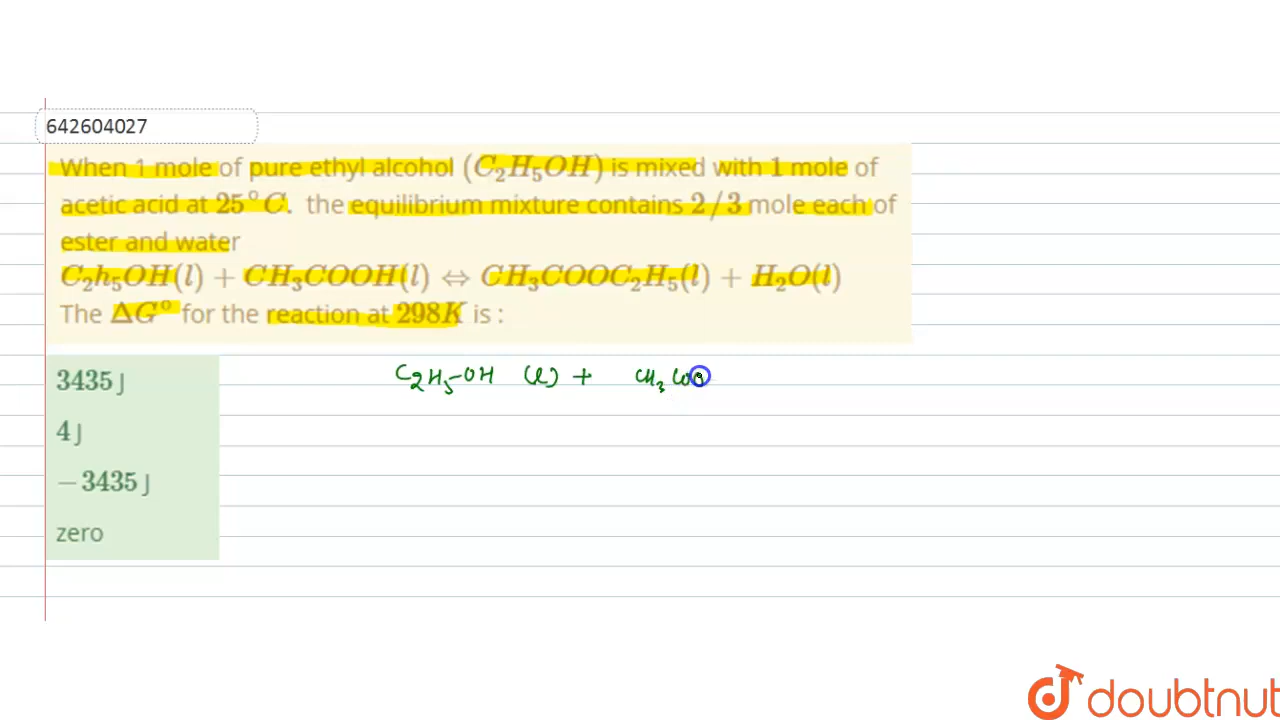 642604027
When 1 mole of pure ethyl alcohol (C₂H₅OH) is mixed with 1 mole of
acetic acid at 25°C. the equilibrium mixture contains 2/3 mole each of
ester and water
C₂h₅OH(l) + CH₃COOH(l) ⇔ CH₃COOC₂H₅(l) + H₂O(l)
The ΔG° for the reaction at 298K is :
3435 J
4 J
−3435 J
zero
C₂H₅-OH (l) + CH₃COO
doubtnut